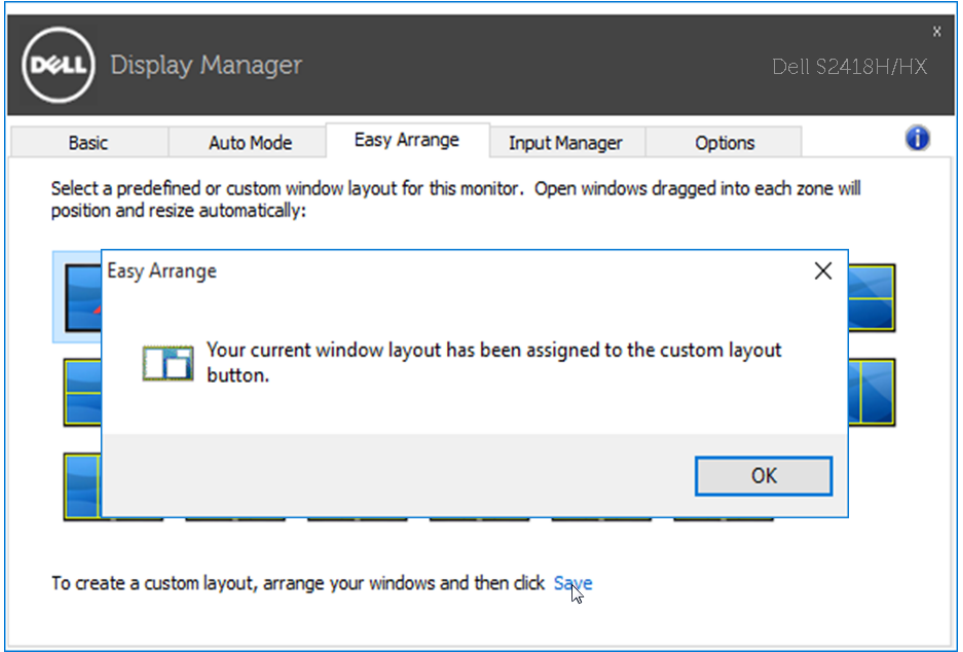 x
DELL
Display Manager
Dell S2418H/HX
Basic
Auto Mode
Easy Arrange
Input Manager
Options
i
Select a predefined or custom window layout for this monitor. Open windows dragged into each zone will
position and resize automatically:
Easy Arrange
Your current window layout has been assigned to the custom layout
button.
OK
To create a custom layout, arrange your windows and then click Save